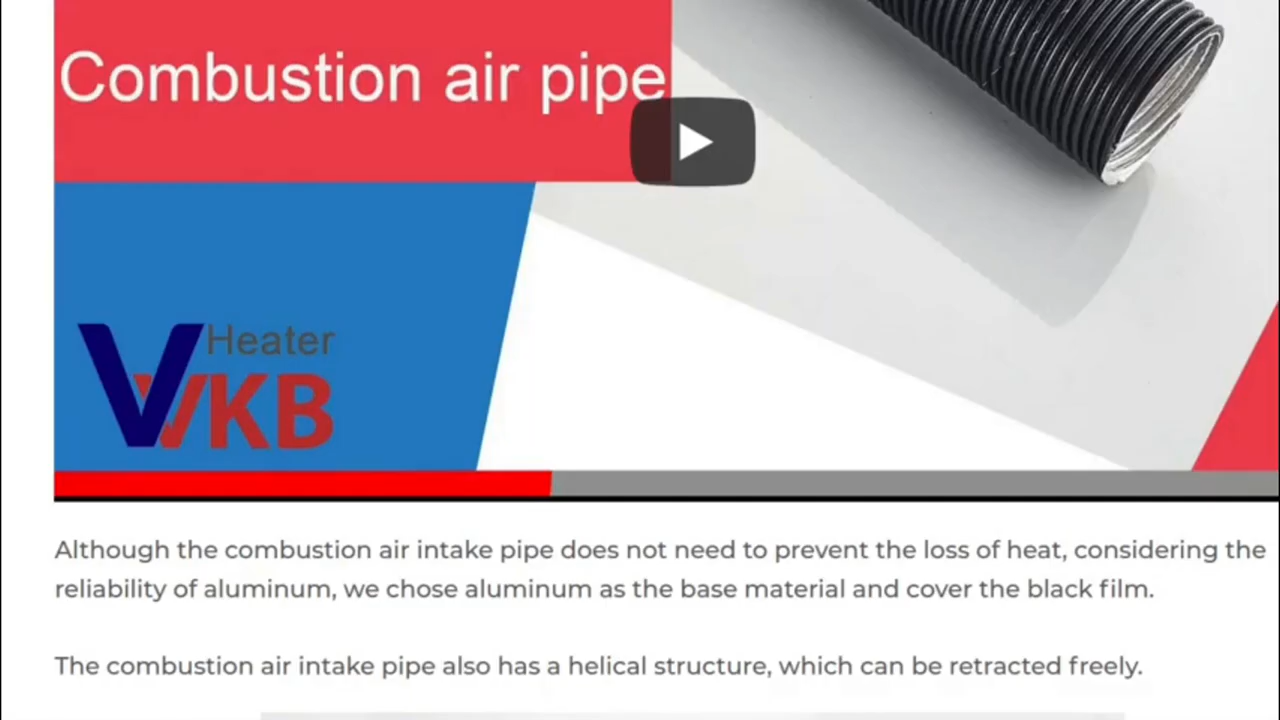 Combustion air pipe
Heater
VKB
Although the combustion air intake pipe does not need to prevent the loss of heat, considering the
reliability of aluminum, we chose aluminum as the base material and cover the black film.
The combustion air intake pipe also has a helical structure, which can be retracted freely.